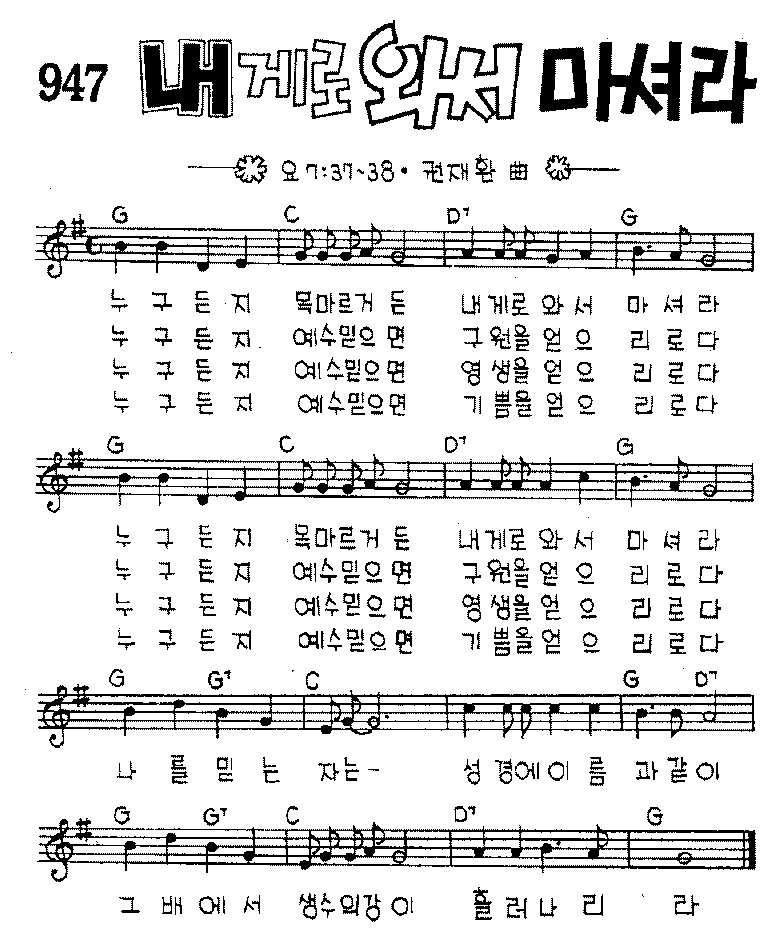 947 내게로 와써 마셔라
요 7:37~38 · 권재환 曲
G C D7 G
누구든지 목마르거든 내게로 와서 마셔라
누구든지 예수믿으면 구원을 얻으리로다
누구든지 예수믿으면 영생을 얻으리로다
누구든지 예수믿으면 기쁨을 얻으리로다
G C D7 G
누구든지 목마르거든 내게로 와서 마셔라
누구든지 예수믿으면 구원을 얻으리로다
누구든지 예수믿으면 영생을 얻으리로다
누구든지 예수믿으면 기쁨을 얻으리로다
G G7 C G D7
나를 믿는 자는- 성경에 이름과 같이
G G7 C D7 G
그 배에서 생수의강이 흘러나리라